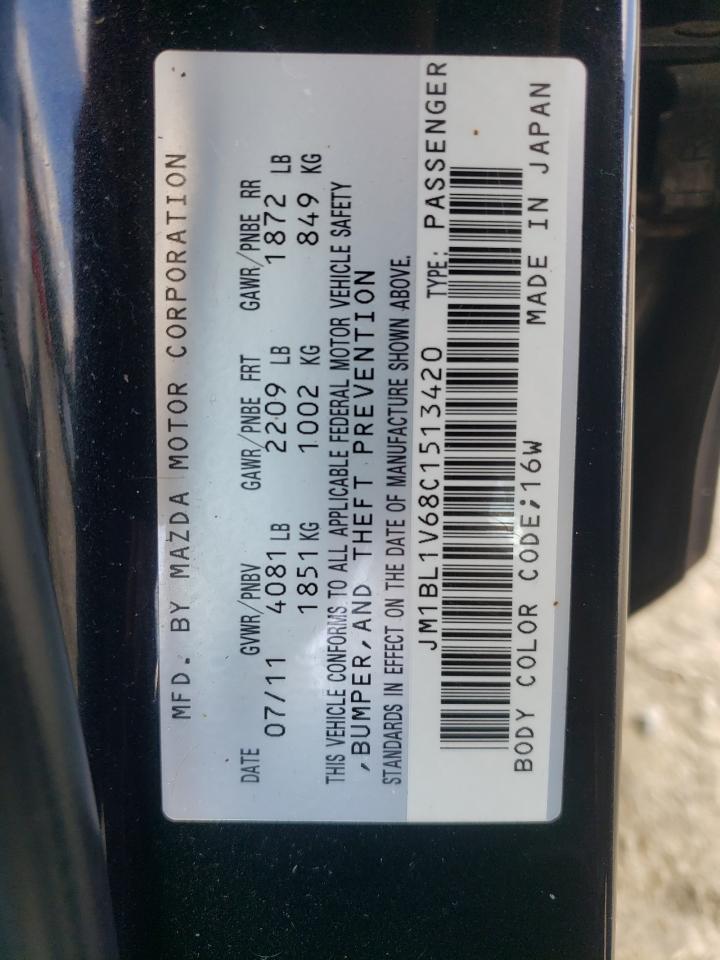 MFD. BY MAZDA MOTOR CORPORATION
DATE GVWR/PNBV GAWR/PNBE FRT GAWR/PNBE RR
07/11 4081 LB 2209 LB 1872 LB
1851 KG 1002 KG 849 KG
THIS VEHICLE CONFORMS TO ALL APPLICABLE FEDERAL MOTOR VEHICLE SAFETY
,BUMPER,AND THEFT PREVENTION
STANDARDS IN EFFECT ON THE DATE OF MANUFACTURE SHOWN ABOVE.
JM1BL1V68C1513420 TYPE: PASSENGER
BODY COLOR CODE;16W MADE IN JAPAN